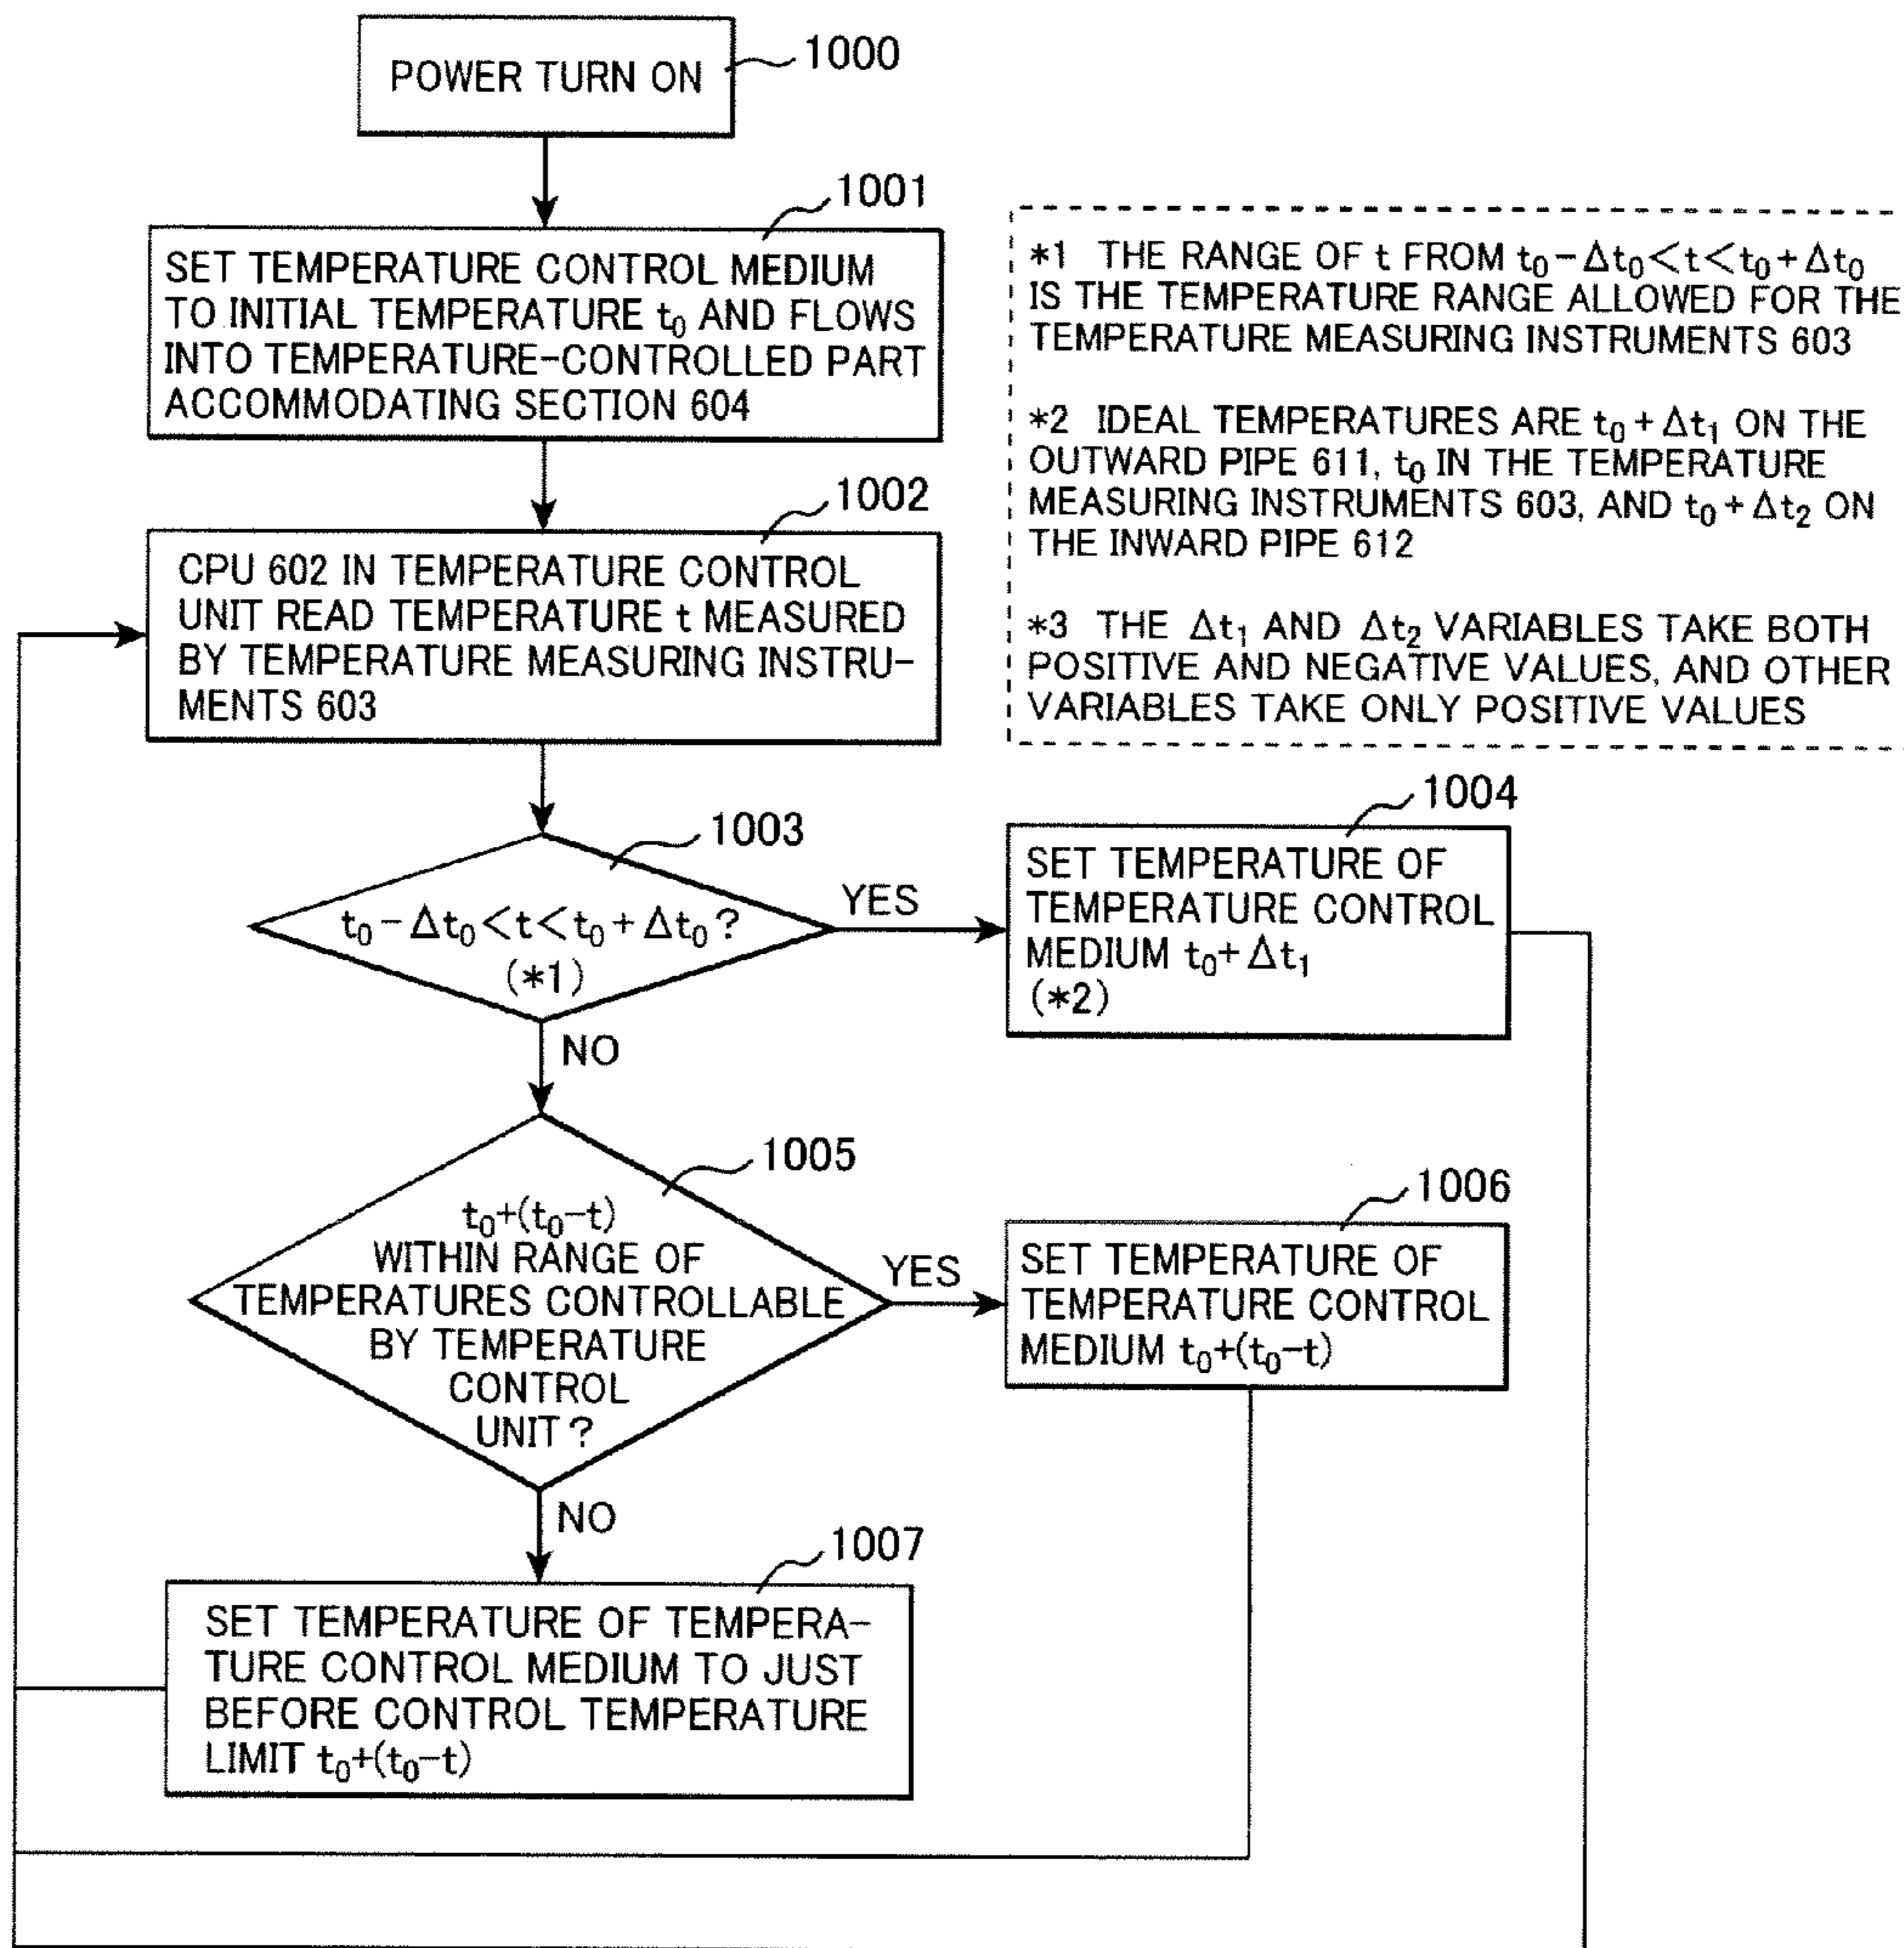 1000
POWER TURN ON
1001
SET TEMPERATURE CONTROL MEDIUM
TO INITIAL TEMPERATURE t₀ AND FLOWS
INTO TEMPERATURE-CONTROLLED PART
ACCOMMODATING SECTION 604
*1 THE RANGE OF t FROM t₀-Δt₀<t<t₀+Δt₀
IS THE TEMPERATURE RANGE ALLOWED FOR THE
TEMPERATURE MEASURING INSTRUMENTS 603
*2 IDEAL TEMPERATURES ARE t₀+Δt₁ ON THE
OUTWARD PIPE 611, t₀ IN THE TEMPERATURE
MEASURING INSTRUMENTS 603, AND t₀+Δt₂ ON
THE INWARD PIPE 612
*3 THE Δt₁ AND Δt₂ VARIABLES TAKE BOTH
POSITIVE AND NEGATIVE VALUES, AND OTHER
VARIABLES TAKE ONLY POSITIVE VALUES
1002
CPU 602 IN TEMPERATURE CONTROL
UNIT READ TEMPERATURE t MEASURED
BY TEMPERATURE MEASURING INSTRU-
MENTS 603
1003
t₀-Δt₀<t<t₀+Δt₀?
(*1)
YES
NO
1004
SET TEMPERATURE OF
TEMPERATURE CONTROL
MEDIUM t₀+Δt₁
(*2)
1005
t₀+(t₀-t)
WITHIN RANGE OF
TEMPERATURES CONTROLLABLE
BY TEMPERATURE
CONTROL
UNIT?
YES
NO
1006
SET TEMPERATURE OF
TEMPERATURE CONTROL
MEDIUM t₀+(t₀-t)
1007
SET TEMPERATURE OF TEMPERA-
TURE CONTROL MEDIUM TO JUST
BEFORE CONTROL TEMPERATURE
LIMIT t₀+(t₀-t)